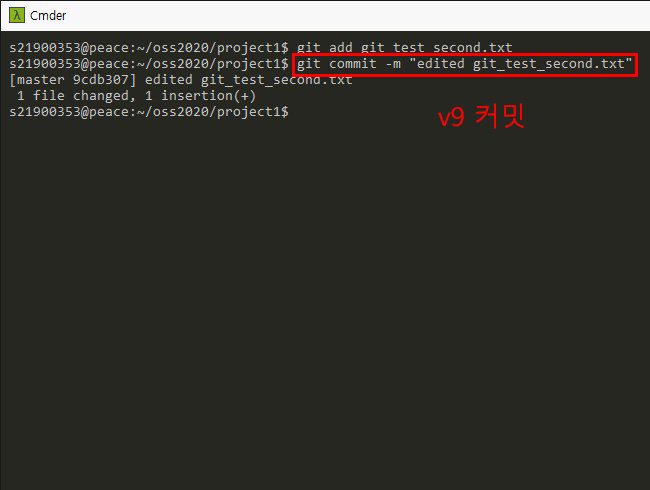 λ Cmder
s21900353@peace:~/oss2020/project1$ git add git_test_second.txt
s21900353@peace:~/oss2020/project1$ git commit -m "edited git_test_second.txt"
[master 9cdb307] edited git_test_second.txt
1 file changed, 1 insertion(+)
s21900353@peace:~/oss2020/project1$
v9 커밋